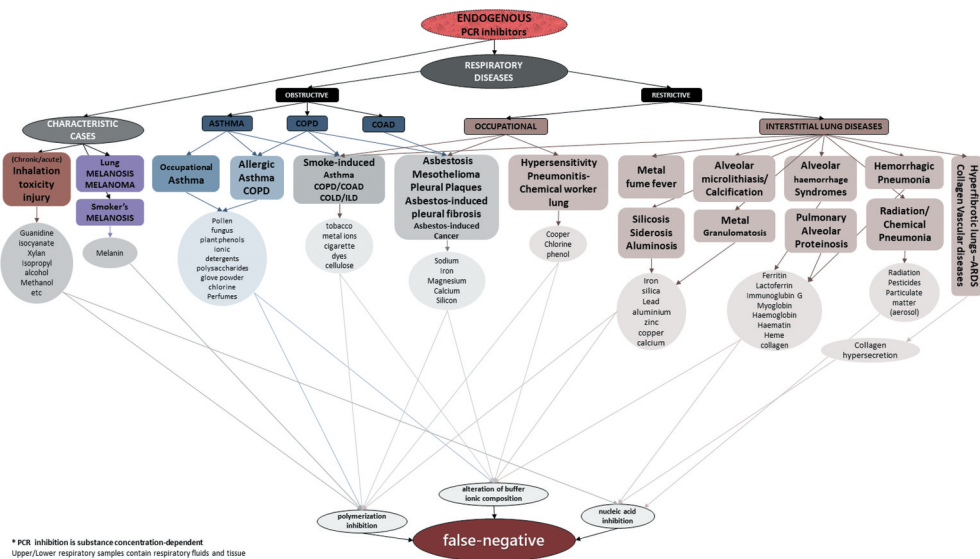 ENDOGENOUS
PCR inhibitors
RESPIRATORY
DISEASES
OBSTRUCTIVE
RESTRICTIVE
CHARACTERISTIC
CASES
ASTHMA
COPD
COAD
OCCUPATIONAL
INTERSTITIAL LUNG DISEASES
(Chronic/acute)
Inhalation
toxicity
injury
Lung
MELANOSIS
MELANOMA
Smoker's
MELANOSIS
Occupational
Asthma
Allergic
Asthma
COPD
Smoke-induced
Asthma
COPD/COAD
COLD/ILD
Asbestosis
Mesothelioma
Pleural Plaques
Asbestos-induced
pleural fibrosis
Asbestos-induced
Cancer
Hypersensitivity
Pneumonitis-
Chemical worker
lung
Metal
fume fever
Silicosis
Siderosis
Aluminosis
Alveolar
microlithiasis/
Calcification
Metal
Granulomatosis
Alveolar
haemorrhage
Syndromes
Pulmonary
Alveolar
Proteinosis
Hemorrhagic
Pneumonia
Radiation/
Chemical
Pneumonia
Hyperfibrotic lungs –ARDS
Collagen Vascular diseases
Guanidine
isocyanate
Xylan
Isopropyl
alcohol
Methanol
etc
Melanin
Pollen
fungus
plant phenols
ionic
detergents
polysaccharides
glove powder
chlorine
Perfumes
tobacco
metal ions
cigarette
dyes
cellulose
Sodium
Iron
Magnesium
Calcium
Silicon
Cooper
Chlorine
phenol
Iron
silica
Lead
aluminium
zinc
copper
calcium
Ferritin
Lactoferrin
Immunoglobin G
Myoglobin
Haemoglobin
Haematin
Heme
collagen
Radiation
Pesticides
Particulate
matter
(aerosol)
Collagen
hypersecretion
polymerization
inhibition
alteration of buffer
ionic composition
nucleic acid
inhibition
false-negative
* PCR inhibition is substance concentration-dependent
Upper/Lower respiratory samples contain respiratory fluids and tissue